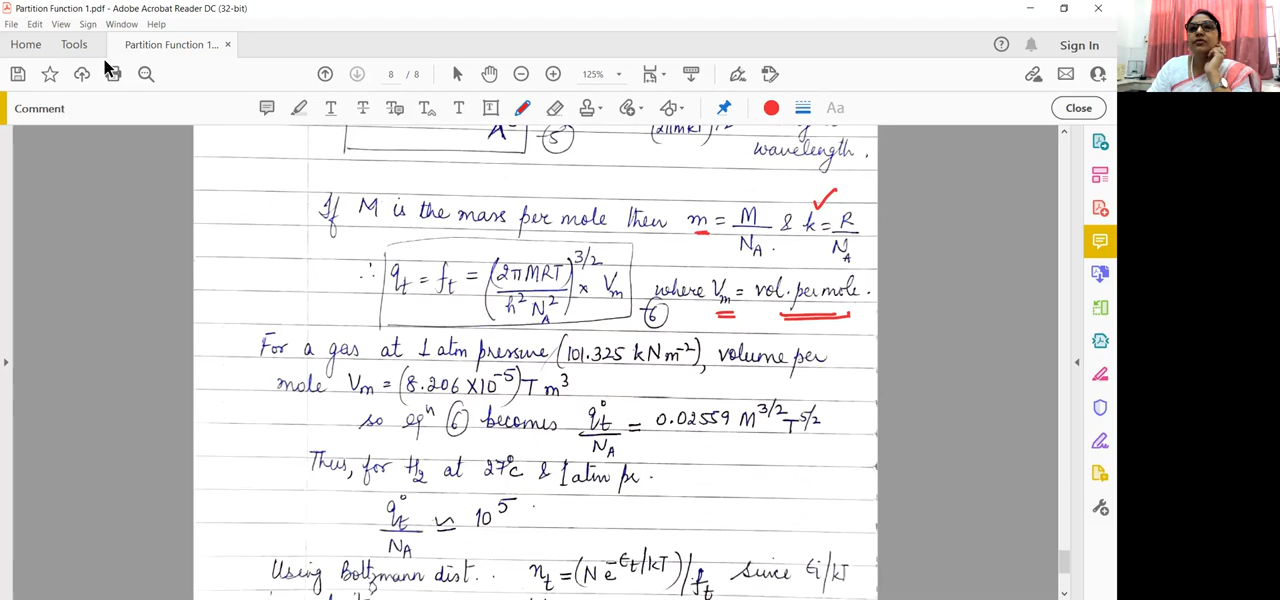 Partition Function 1.pdf - Adobe Acrobat Reader DC (32-bit)
File Edit View Sign Window Help
Home Tools Partition Function 1... × Sign In
8 / 8 125%
Comment Close
wavelength.
If M is the mass per mole then m = M/N_A & k = R/N_A
∴ q_t = f_t = (2πMRT / h² N_A²)^3/2 × V_m where V_m = vol. per mole. — 6
For a gas at 1 atm pressure (101.325 kNm⁻²), volume per
mole V_m = (8.206 × 10⁻⁵) T m³
so eqⁿ 6 becomes q_t°/N_A = 0.02559 M^3/2 T^5/2
Thus, for H₂ at 27°C & 1 atm pr.
q_t°/N_A ≃ 10⁵
Using Boltzmann dist.. n_t = (N e^-ϵ_t/kT)/f_t since ϵ_i/kT